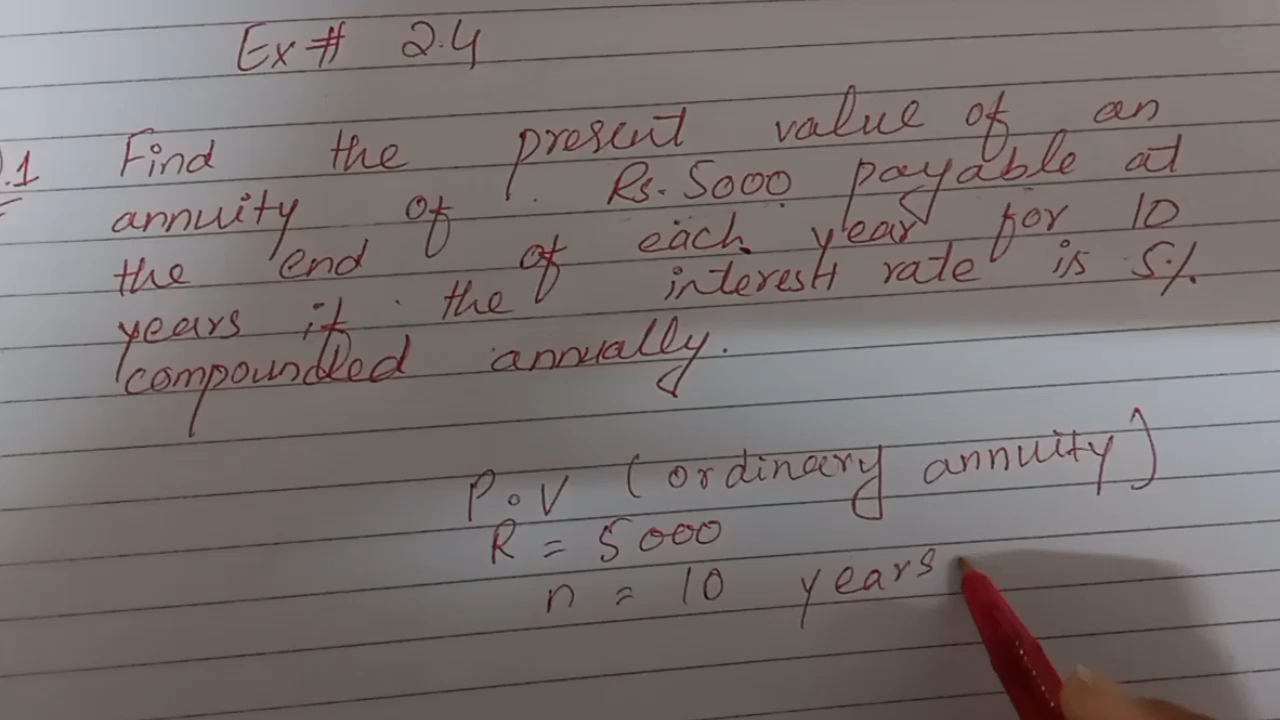 Ex# 2.4
Q.1 Find the present value of an
annuity of Rs. 5000 payable at
the end of each year for 10
years if the interest rate is 5%
compounded annually.
P.V (ordinary annuity)
R = 5000
n = 10 years